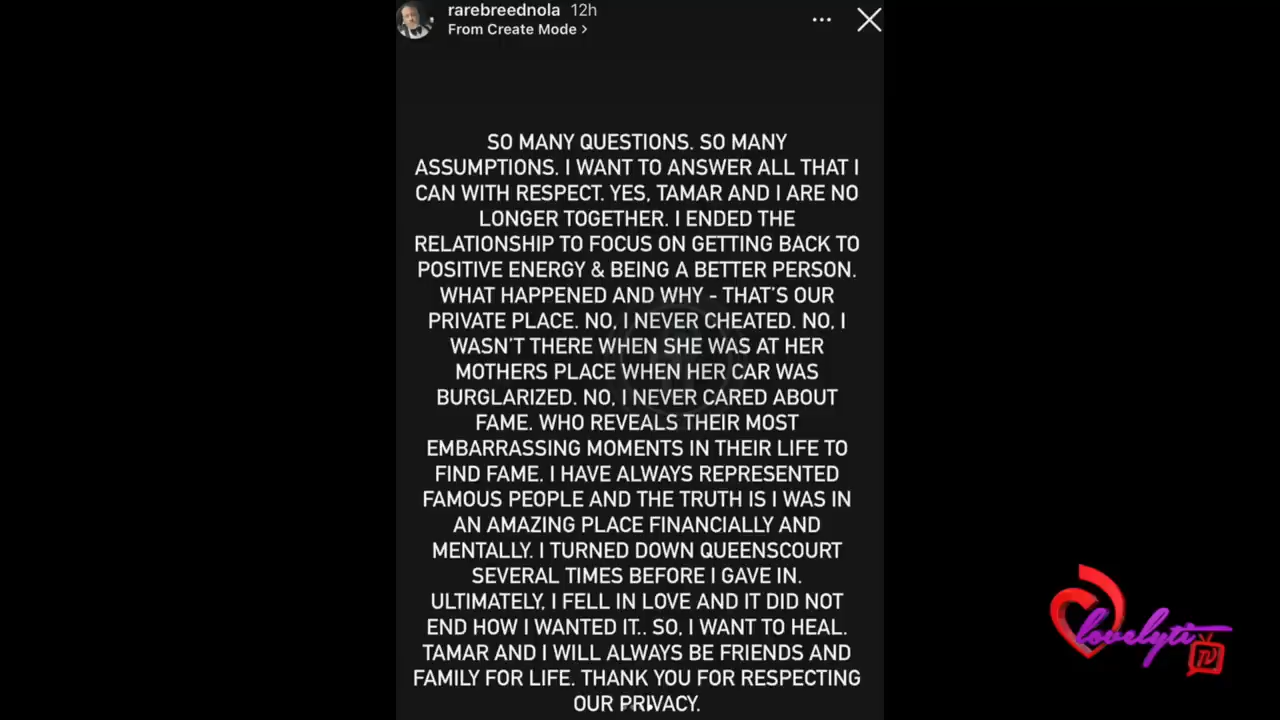 rarebreednola 12h
From Create Mode >
SO MANY QUESTIONS. SO MANY
ASSUMPTIONS. I WANT TO ANSWER ALL THAT I
CAN WITH RESPECT. YES, TAMAR AND I ARE NO
LONGER TOGETHER. I ENDED THE
RELATIONSHIP TO FOCUS ON GETTING BACK TO
POSITIVE ENERGY & BEING A BETTER PERSON.
WHAT HAPPENED AND WHY - THAT'S OUR
PRIVATE PLACE. NO, I NEVER CHEATED. NO, I
WASN'T THERE WHEN SHE WAS AT HER
MOTHERS PLACE WHEN HER CAR WAS
BURGLARIZED. NO, I NEVER CARED ABOUT
FAME. WHO REVEALS THEIR MOST
EMBARRASSING MOMENTS IN THEIR LIFE TO
FIND FAME. I HAVE ALWAYS REPRESENTED
FAMOUS PEOPLE AND THE TRUTH IS I WAS IN
AN AMAZING PLACE FINANCIALLY AND
MENTALLY. I TURNED DOWN QUEENSCOURT
SEVERAL TIMES BEFORE I GAVE IN.
ULTIMATELY, I FELL IN LOVE AND IT DID NOT
END HOW I WANTED IT.. SO, I WANT TO HEAL.
TAMAR AND I WILL ALWAYS BE FRIENDS AND
FAMILY FOR LIFE. THANK YOU FOR RESPECTING
OUR PRIVACY.
lovelyti
TV